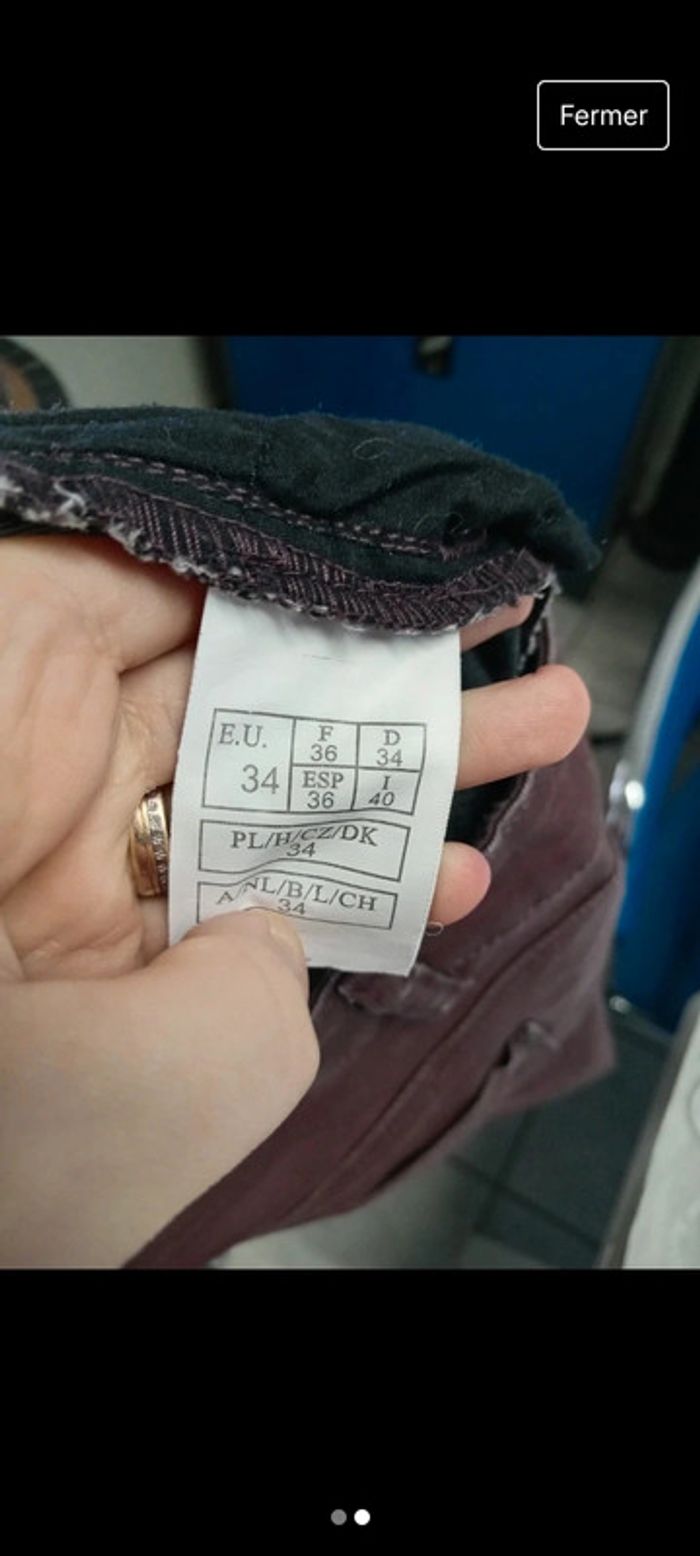 Fermer
E.U.
34
F
36
D
34
ESP
36
I
40
PL/H/CZ/DK
34
A/NL/B/L/CH
34